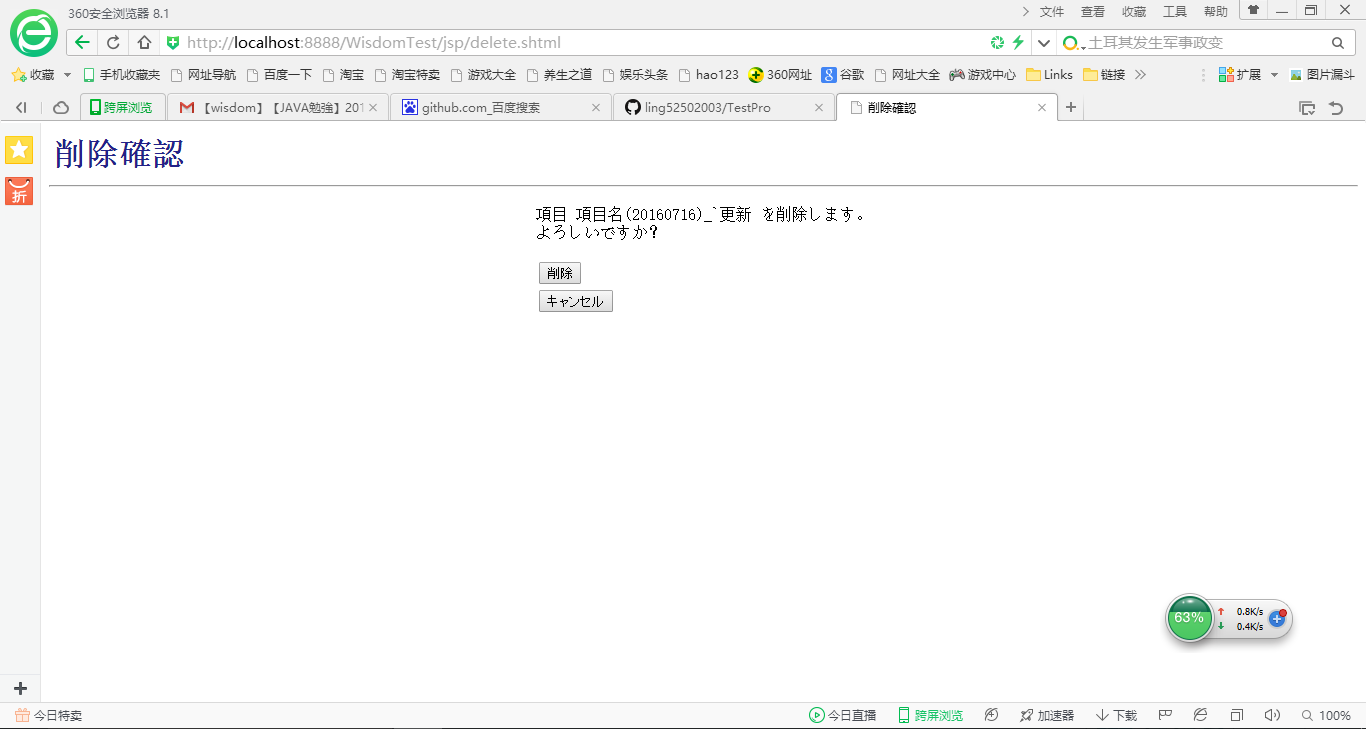 360安全浏览器 8.1
文件 查看 收藏 工具 帮助
http://localhost:8888/WisdomTest/jsp/delete.shtml
土耳其发生军事政变
收藏 手机收藏夹 网址导航 百度一下 淘宝 淘宝特卖 游戏大全 养生之道 娱乐头条 hao123 360网址 谷歌 网址大全 游戏中心 Links 链接 扩展 图片漏斗
跨屏浏览 【wisdom】【JAVA勉強】201 github.com_百度搜索 ling52502003/TestPro 削除確認
折
削除確認
項目 項目名(20160716)_`更新 を削除します。
よろしいですか?
削除
キャンセル
63%
0.8K/s
0.4K/s
今日特卖 今日直播 跨屏浏览 加速器 下载 100%